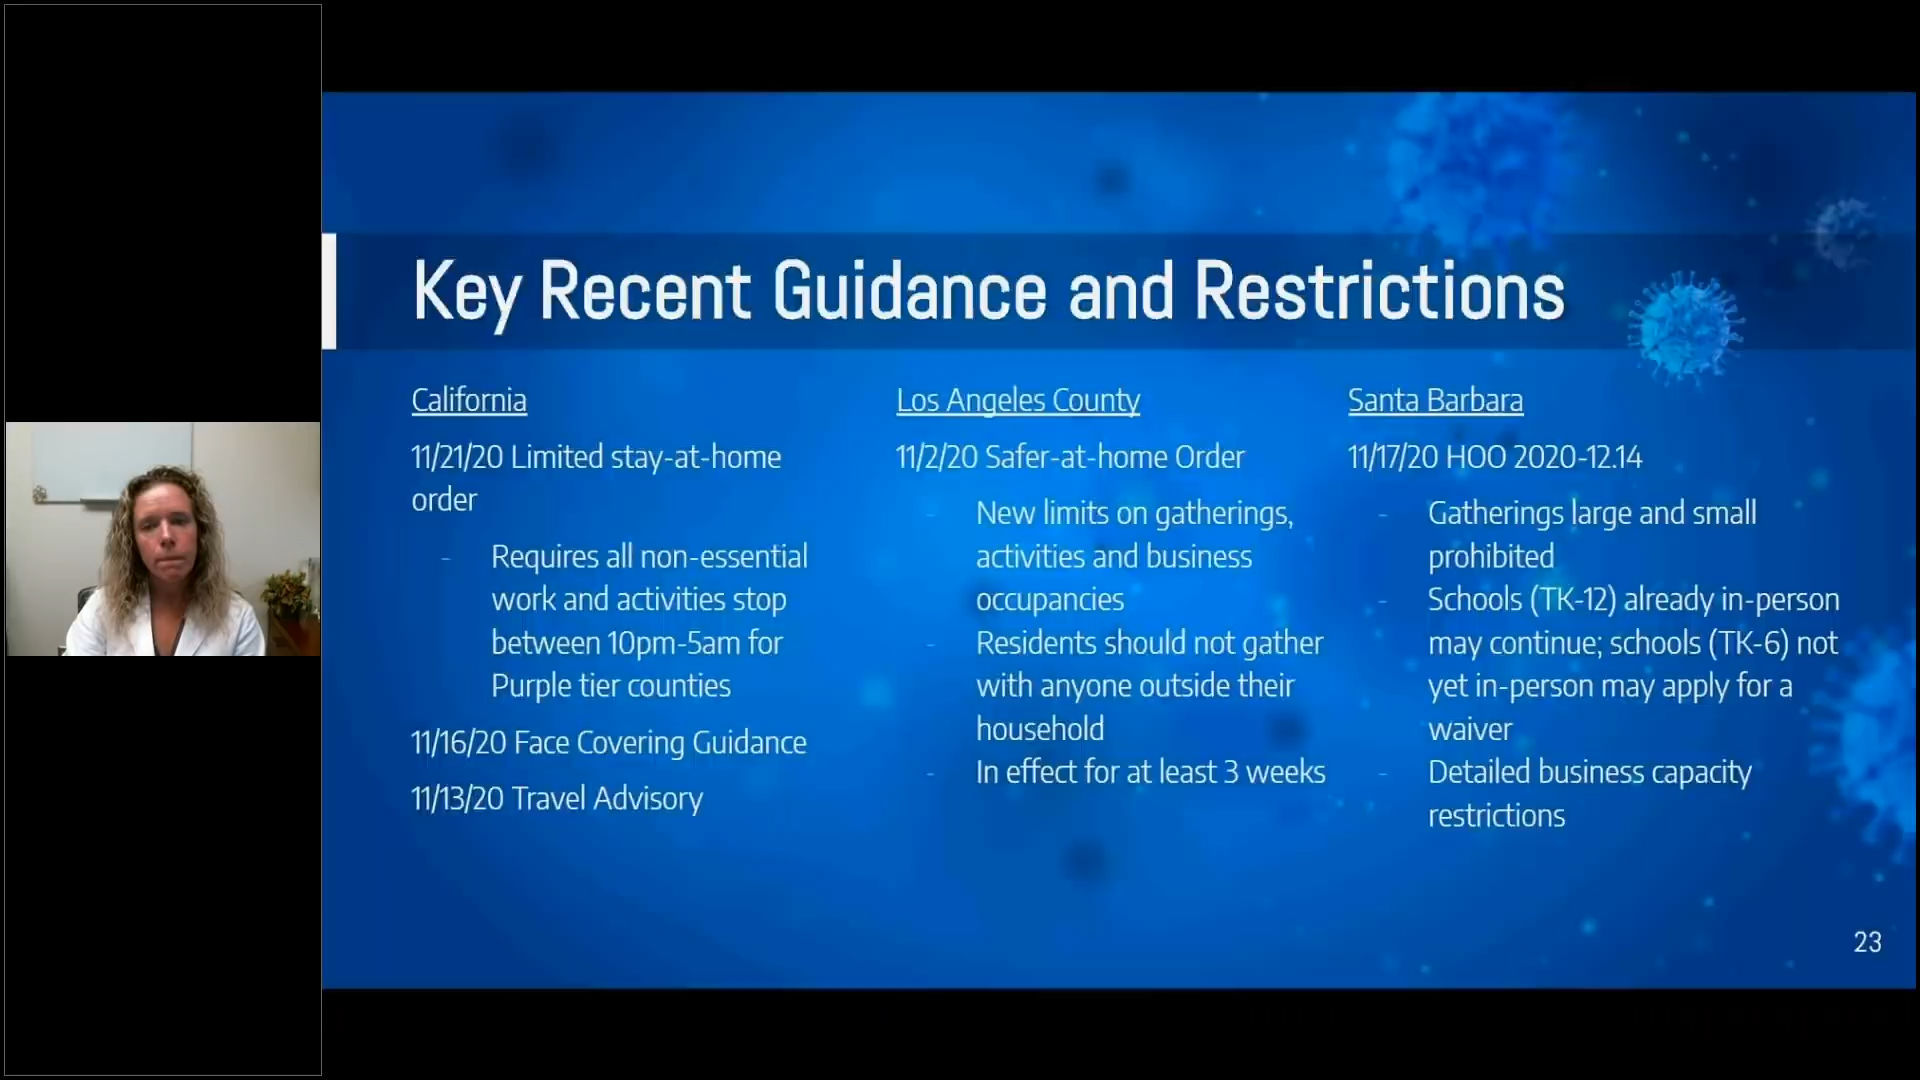 Key Recent Guidance and Restrictions
California
11/21/20 Limited stay-at-home
order
- Requires all non-essential
work and activities stop
between 10pm-5am for
Purple tier counties
11/16/20 Face Covering Guidance
11/13/20 Travel Advisory
Los Angeles County
11/2/20 Safer-at-home Order
- New limits on gatherings,
activities and business
occupancies
- Residents should not gather
with anyone outside their
household
- In effect for at least 3 weeks
Santa Barbara
11/17/20 HOO 2020-12.14
- Gatherings large and small
prohibited
- Schools (TK-12) already in-person
may continue; schools (TK-6) not
yet in-person may apply for a
waiver
- Detailed business capacity
restrictions
23